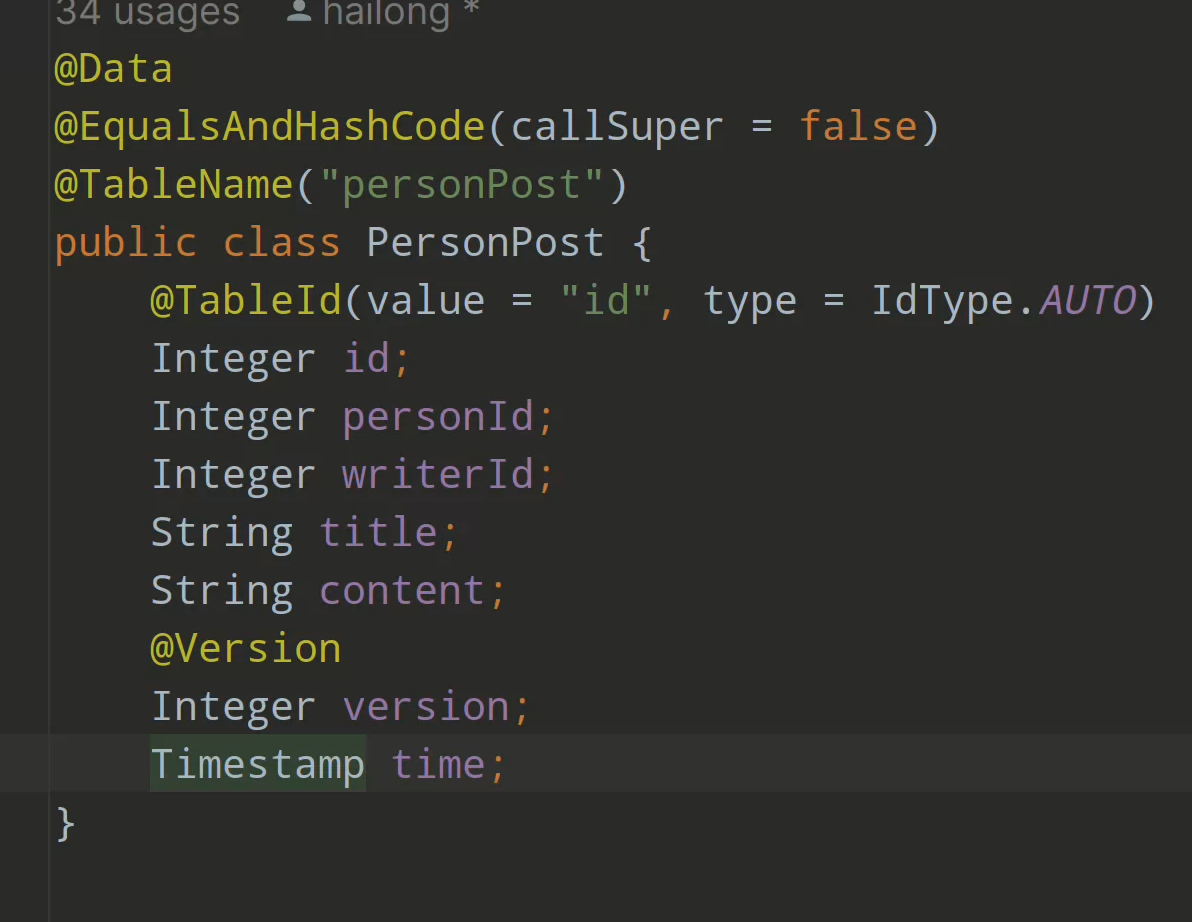 34 usages hailong *
@Data
@EqualsAndHashCode(callSuper = false)
@TableName("personPost")
public class PersonPost {
@TableId(value = "id", type = IdType.AUTO)
Integer id;
Integer personId;
Integer writerId;
String title;
String content;
@Version
Integer version;
Timestamp time;
}